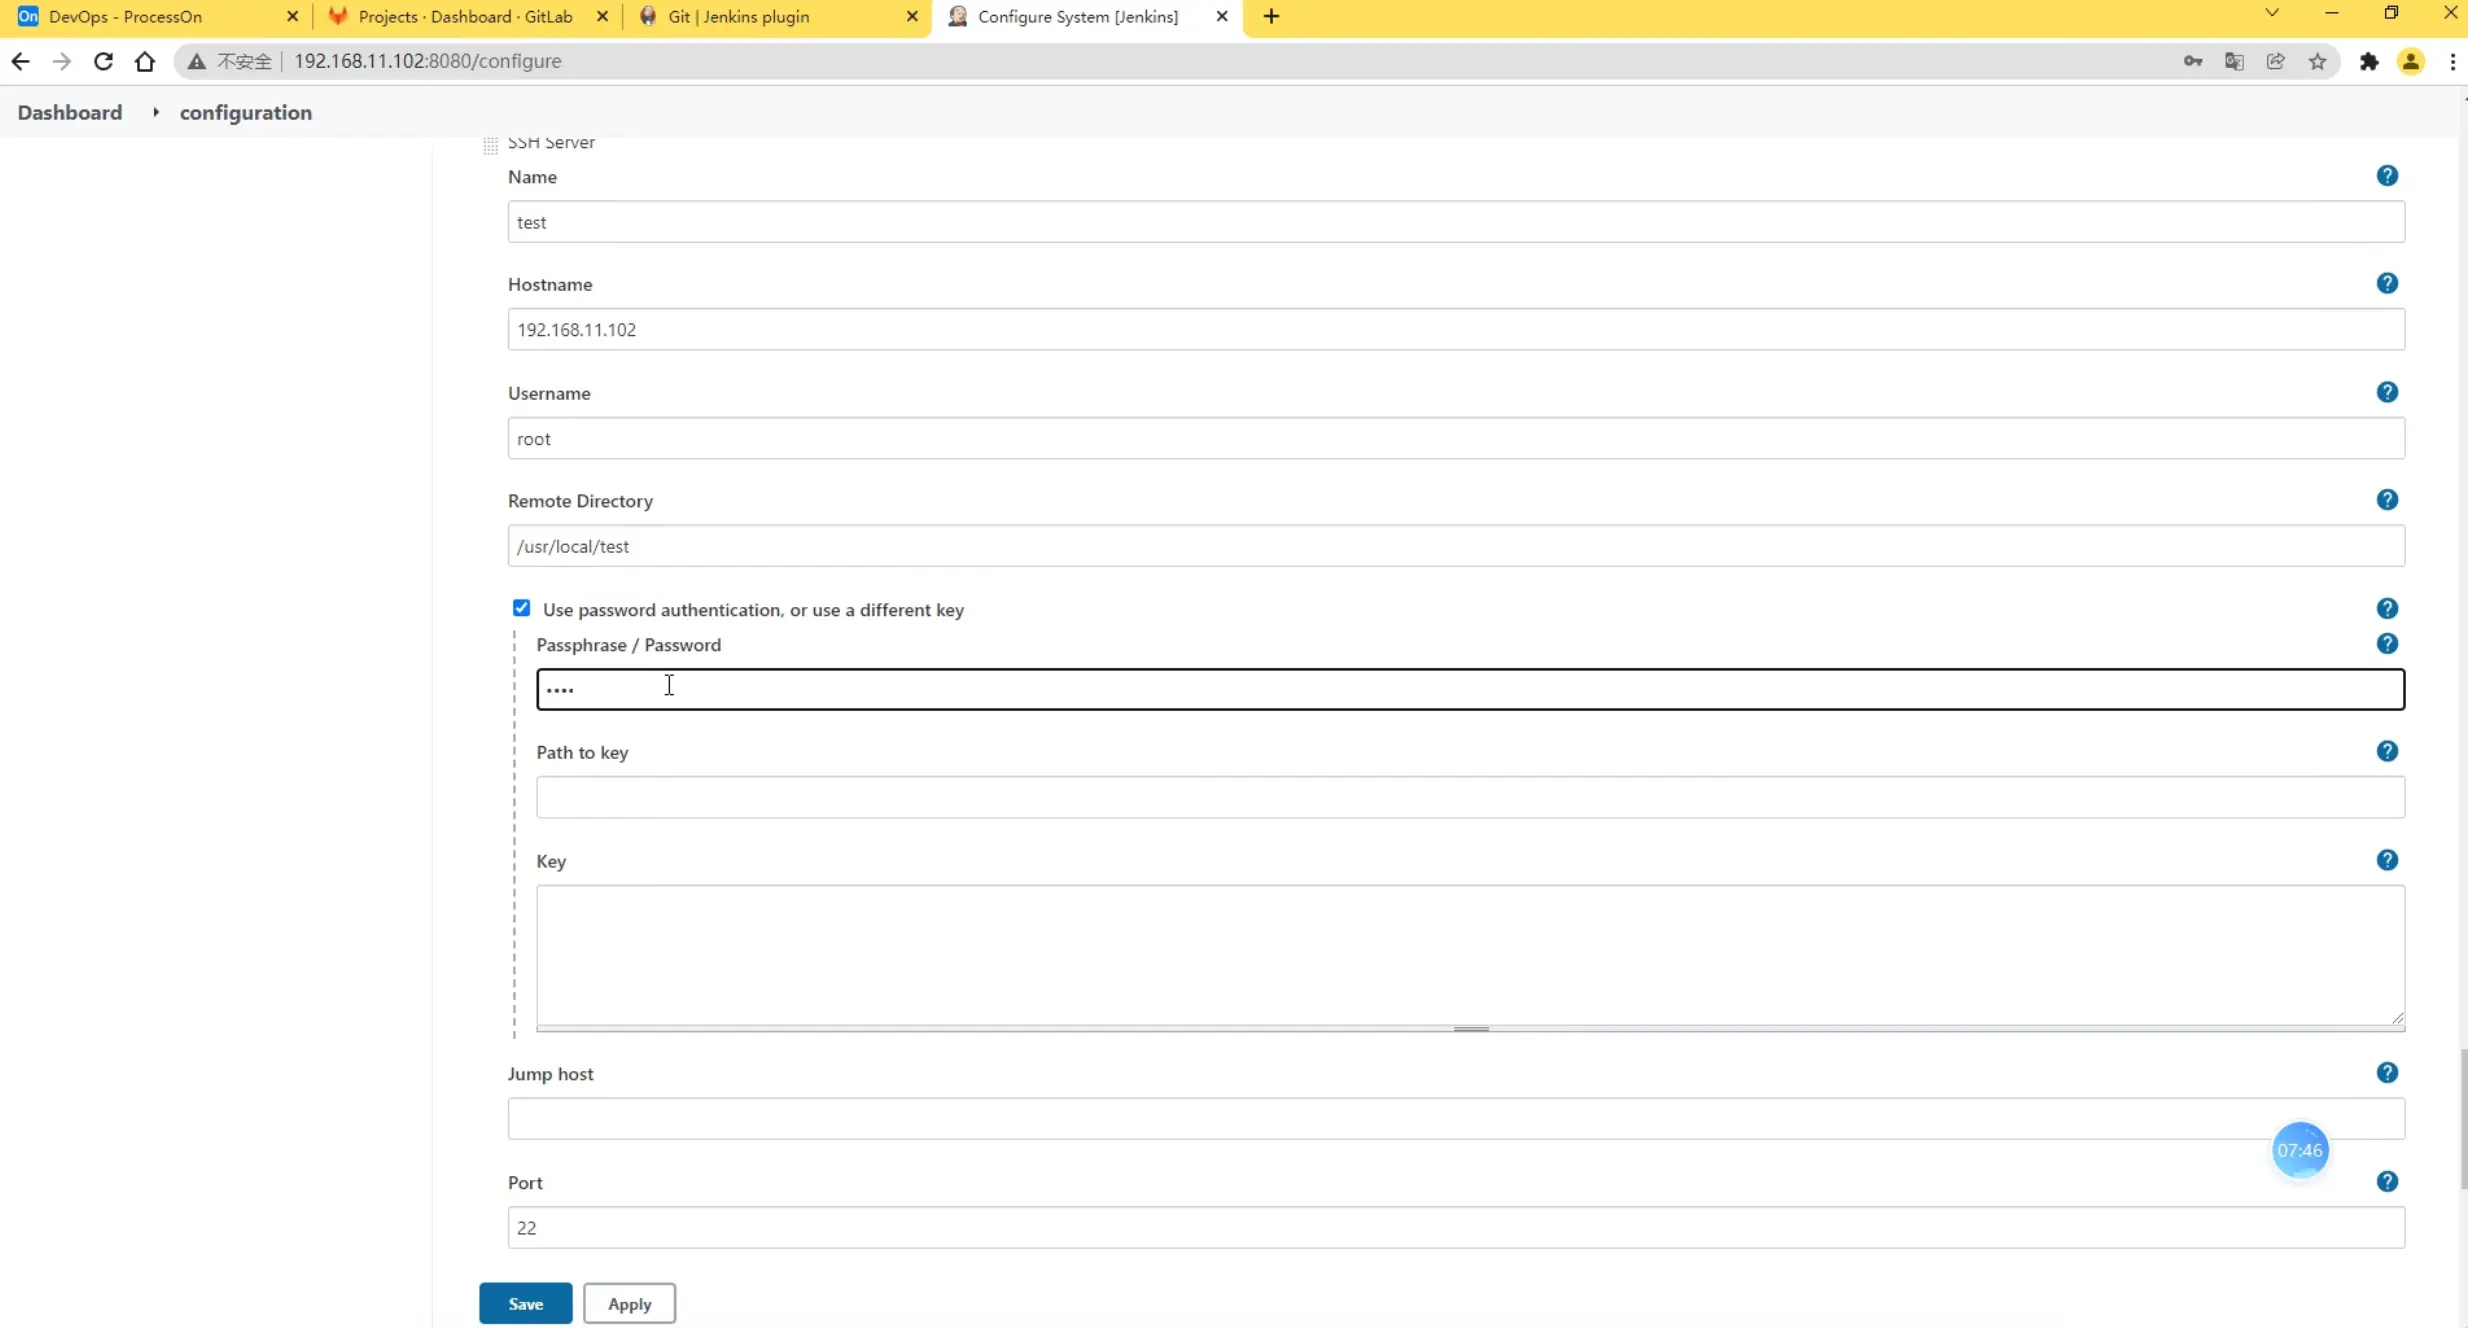 On DevOps - ProcessOn
Projects · Dashboard · GitLab
Git | Jenkins plugin
Configure System [Jenkins]
不安全 | 192.168.11.102:8080/configure
Dashboard configuration
SSH Server
Name
test
Hostname
192.168.11.102
Username
root
Remote Directory
/usr/local/test
Use password authentication, or use a different key
Passphrase / Password
••••
Path to key
Key
Jump host
07:46
Port
22
Save Apply